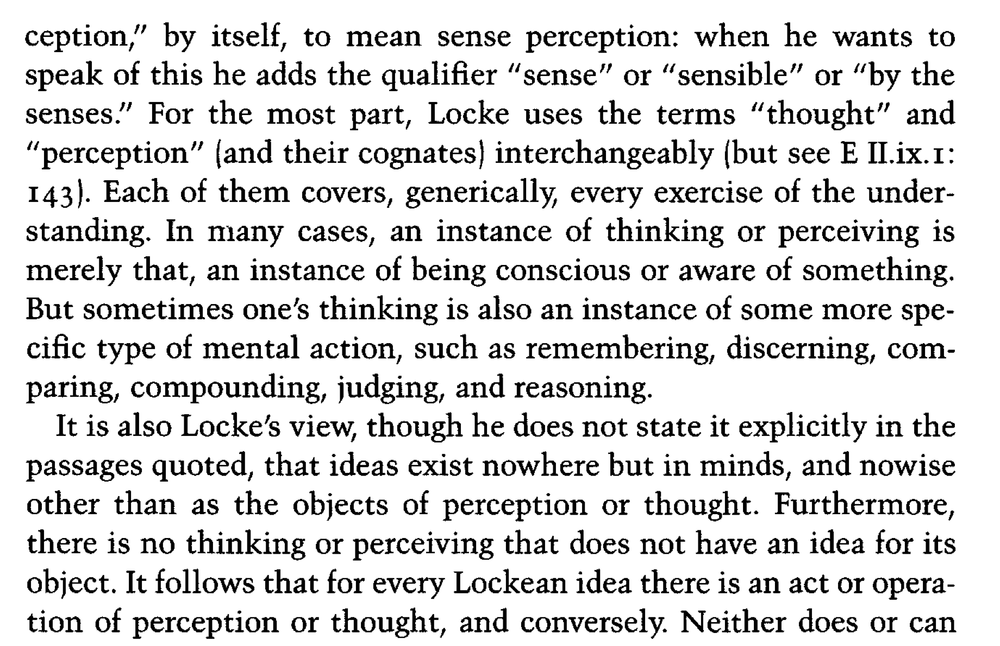 ception,” by itself, to mean sense perception: when he wants to
speak of this he adds the qualifier “sense” or “sensible” or “by the
senses.” For the most part, Locke uses the terms “thought” and
“perception” (and their cognates) interchangeably (but see E II.ix.1:
143). Each of them covers, generically, every exercise of the under-
standing. In many cases, an instance of thinking or perceiving is
merely that, an instance of being conscious or aware of something.
But sometimes one’s thinking is also an instance of some more spe-
cific type of mental action, such as remembering, discerning, com-
paring, compounding, judging, and reasoning.
It is also Locke’s view, though he does not state it explicitly in the
passages quoted, that ideas exist nowhere but in minds, and nowise
other than as the objects of perception or thought. Furthermore,
there is no thinking or perceiving that does not have an idea for its
object. It follows that for every Lockean idea there is an act or opera-
tion of perception or thought, and conversely. Neither does or can